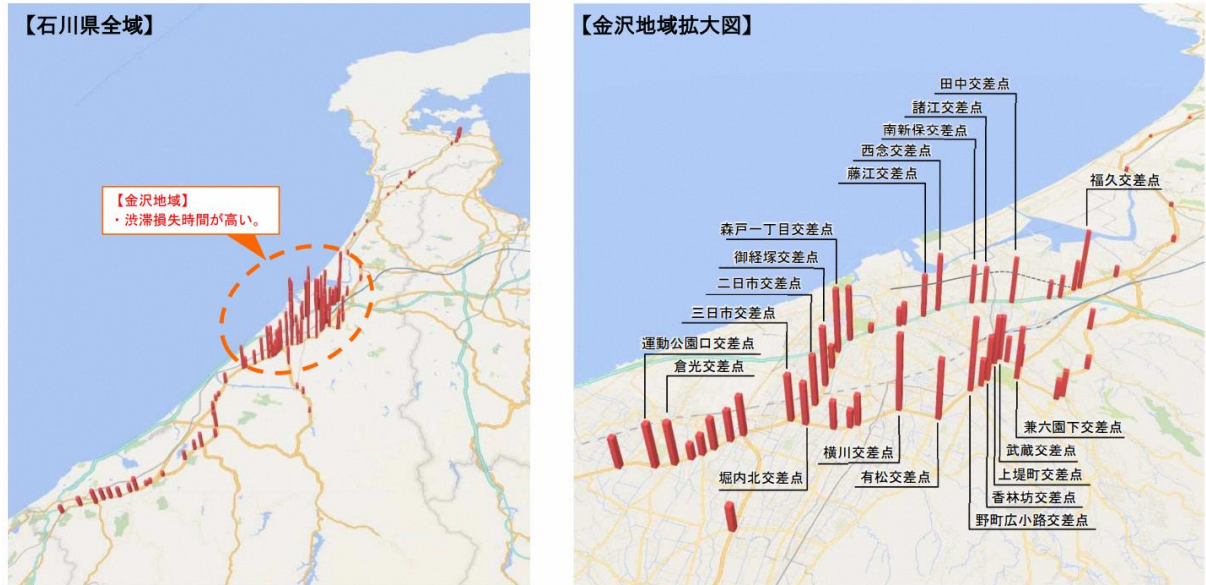 【石川県全域】
【金沢地域】
・渋滞損失時間が高い。
【金沢地域拡大図】
田中交差点
諸江交差点
南新保交差点
西念交差点
藤江交差点
福久交差点
森戸一丁目交差点
御経塚交差点
二日市交差点
三日市交差点
運動公園口交差点
倉光交差点
兼六園下交差点
横川交差点
武蔵交差点
堀内北交差点
有松交差点
上堤町交差点
香林坊交差点
野町広小路交差点